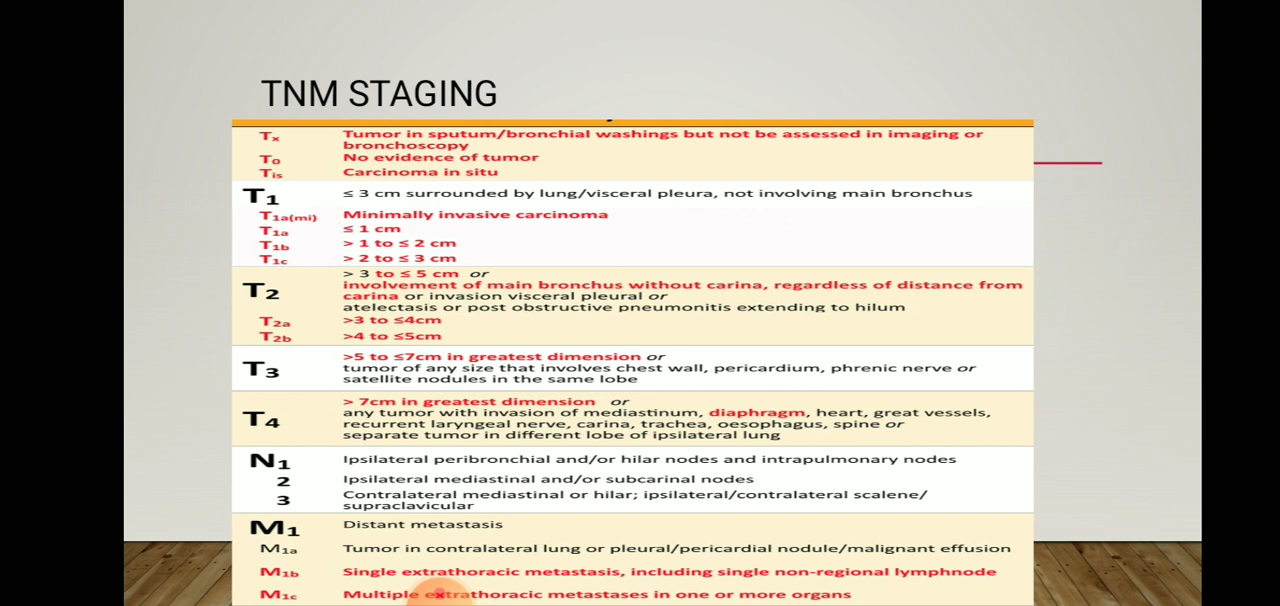 TNM STAGING
Tx Tumor in sputum/bronchial washings but not be assessed in imaging or
bronchoscopy
T0 No evidence of tumor
Tis Carcinoma in situ
T1 ≤ 3 cm surrounded by lung/visceral pleura, not involving main bronchus
T1a(mi) Minimally invasive carcinoma
T1a ≤ 1 cm
T1b > 1 to ≤ 2 cm
T1c > 2 to ≤ 3 cm
> 3 to ≤ 5 cm or
T2 involvement of main bronchus without carina, regardless of distance from
carina or invasion visceral pleural or
atelectasis or post obstructive pneumonitis extending to hilum
T2a >3 to ≤4cm
T2b >4 to ≤5cm
>5 to ≤7cm in greatest dimension or
T3 tumor of any size that involves chest wall, pericardium, phrenic nerve or
satellite nodules in the same lobe
> 7cm in greatest dimension or
T4 any tumor with invasion of mediastinum, diaphragm, heart, great vessels,
recurrent laryngeal nerve, carina, trachea, oesophagus, spine or
separate tumor in different lobe of ipsilateral lung
N1 Ipsilateral peribronchial and/or hilar nodes and intrapulmonary nodes
2 Ipsilateral mediastinal and/or subcarinal nodes
3 Contralateral mediastinal or hilar; ipsilateral/contralateral scalene/
supraclavicular
M1 Distant metastasis
M1a Tumor in contralateral lung or pleural/pericardial nodule/malignant effusion
M1b Single extrathoracic metastasis, including single non-regional lymphnode
M1c Multiple extrathoracic metastases in one or more organs